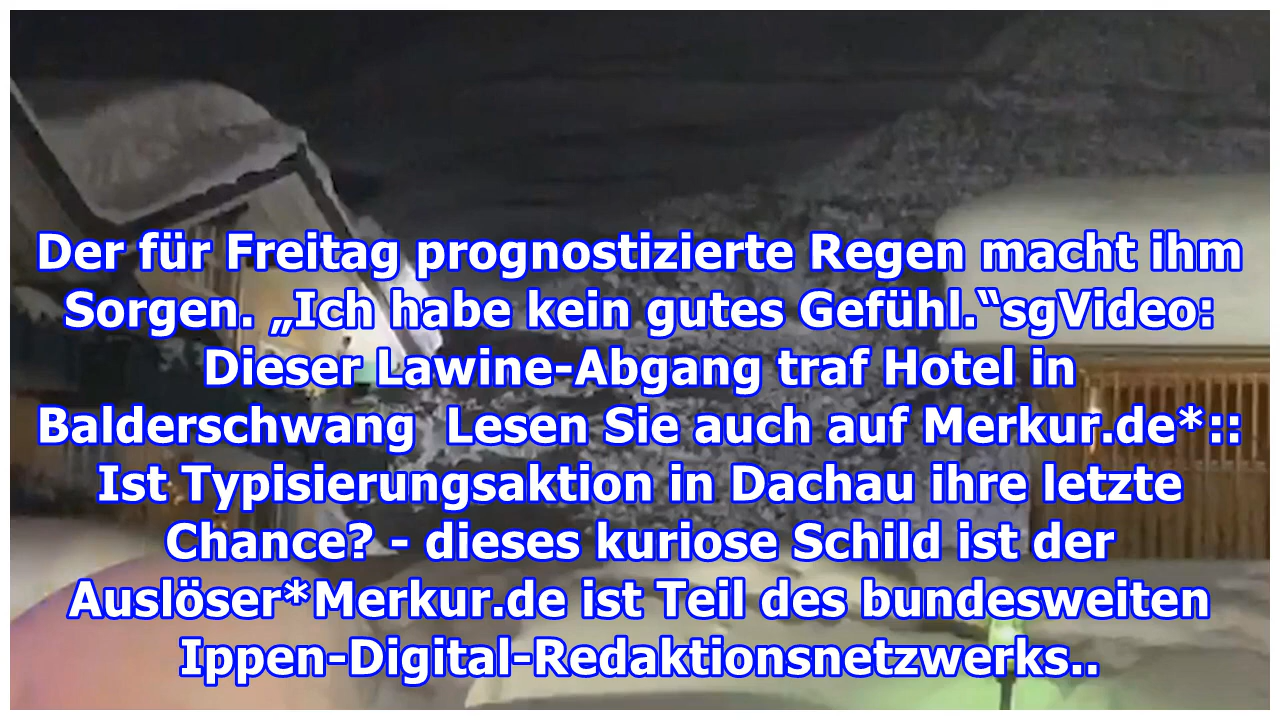 Der für Freitag prognostizierte Regen macht ihm
Sorgen. „Ich habe kein gutes Gefühl.“sgVideo:
Dieser Lawine-Abgang traf Hotel in
Balderschwang  Lesen Sie auch auf Merkur.de*::
Ist Typisierungsaktion in Dachau ihre letzte
Chance? - dieses kuriose Schild ist der
Auslöser*Merkur.de ist Teil des bundesweiten
Ippen-Digital-Redaktionsnetzwerks..